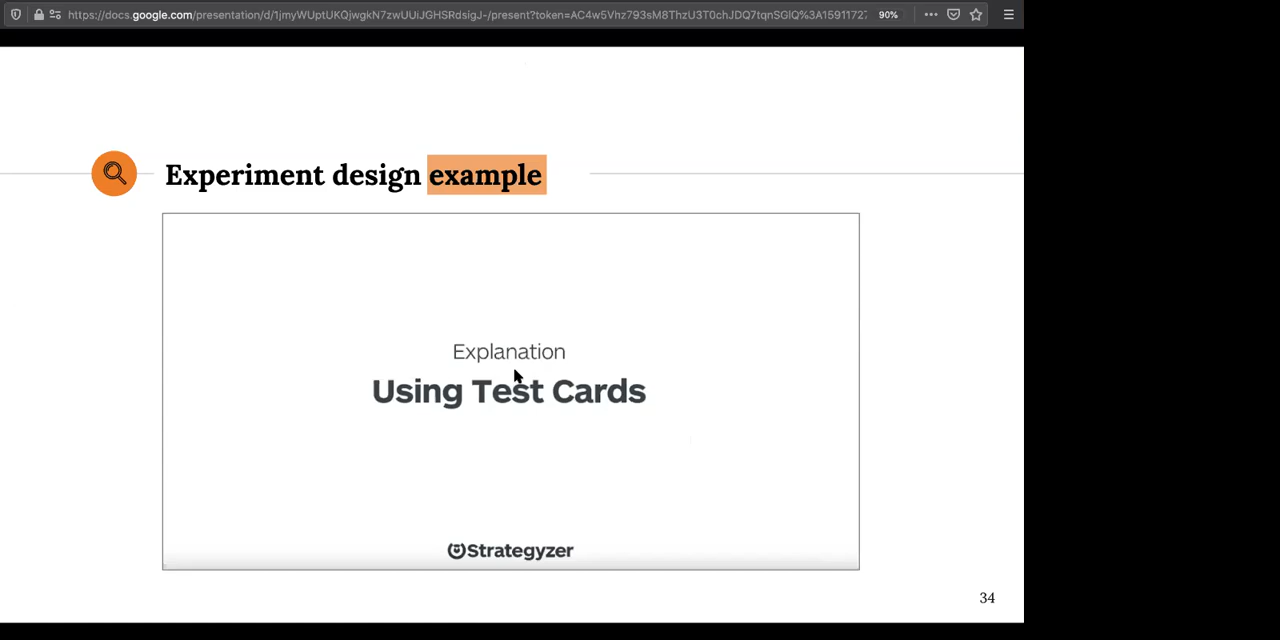 https://docs.google.com/presentation/d/1jmyWUptUKQjwgkN7zwUUiJGHSRdsigJ-/present?token=AC4w5Vhz793sM8ThzU3T0chJDQ7tqnSGlQ%3A1591172 90%
Experiment design example
Explanation
Using Test Cards
Strategyzer
34